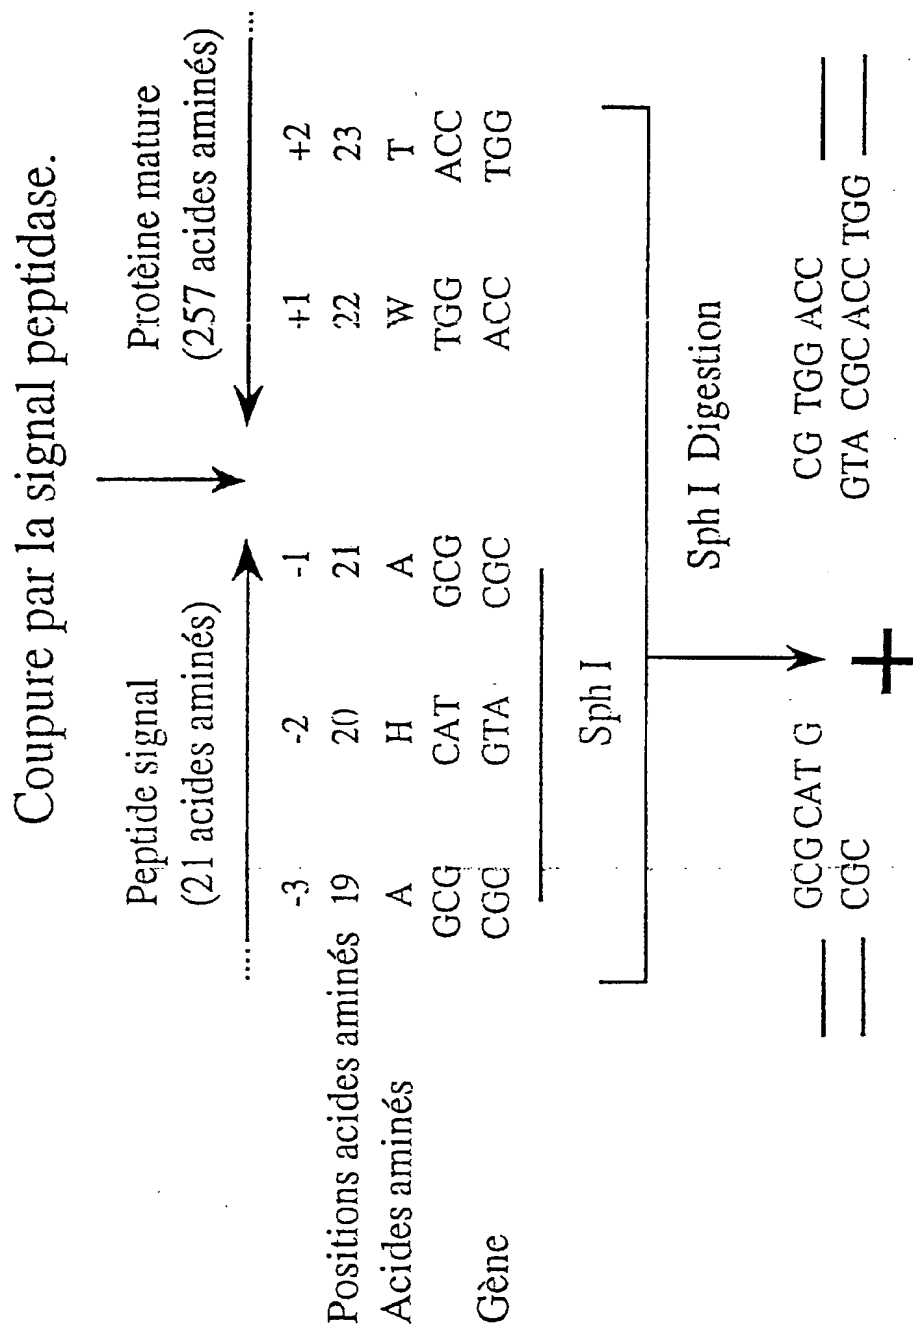 Coupure par la signal peptidase.
Peptide signal Protèine mature
(21 acides aminés) (257 acides aminés)
-3 -2 -1 +1 +2
Positions acides aminés 19 20 21 22 23
Acides aminés A H A W T
GCG CAT GCG TGG ACC
Gène CGC GTA CGC ACC TGG
Sph I
Sph I Digestion
GCG CAT G CG TGG ACC
CGC + GTA CGC ACC TGG